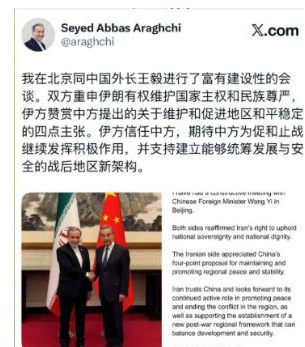 Seyed Abbas Araghchi
@araghchi
X.com
我在北京同中国外长王毅进行了富有建设性的会
谈。双方重申伊朗有权维护国家主权和民族尊严，
伊方赞赏中方提出的关于维护和促进地区和平稳定
的四点主张。伊方信任中方，期待中方为促和止战
继续发挥积极作用，并支持建立能够统筹发展与安
全的战后地区新架构。
Chinese Foreign Minister Wang Yi in
Beijing.
Both sides reaffirmed Iran's right to uphold
national sovereignty and national dignity.
The Iranian side appreciated China's
four-point proposal for maintaining and
promoting regional peace and stability.
Iran trusts China and looks forward to its
continued active role in promoting peace
and ending the conflict in the region, as
well as supporting the establishment of a
new post-war regional framework that can
balance development and security.